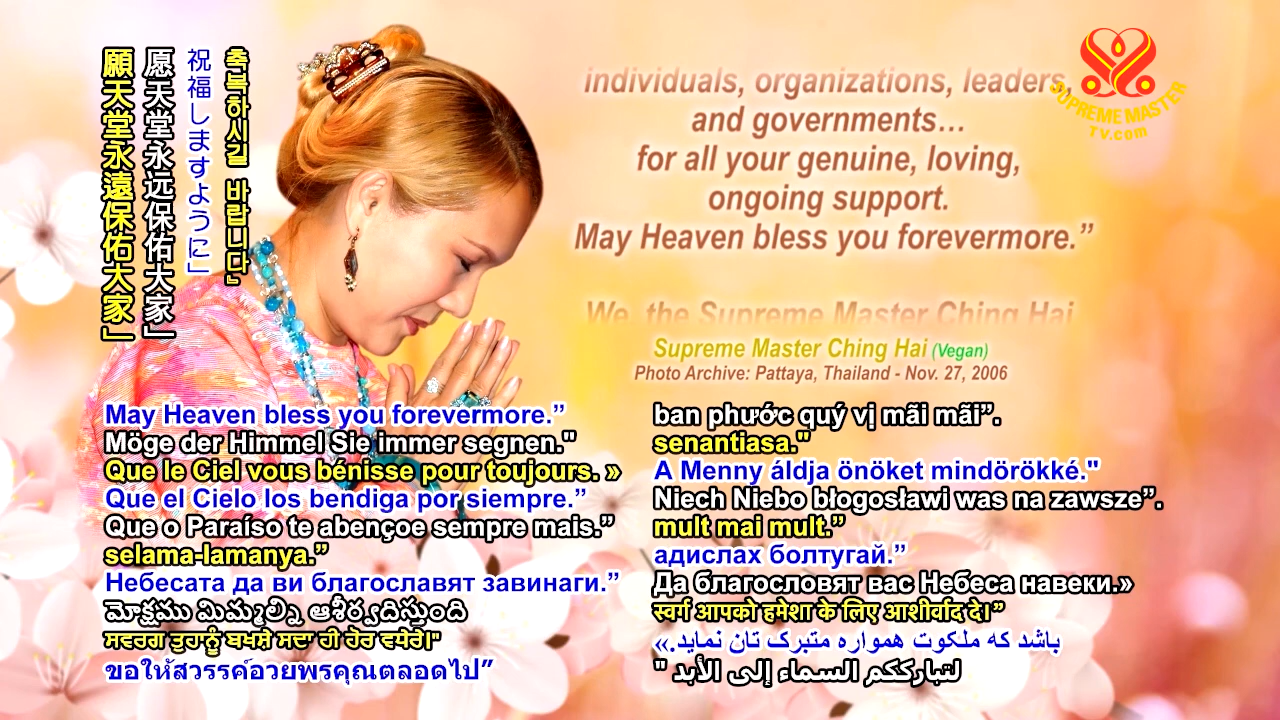 individuals, organizations, leaders,
and governments…
for all your genuine, loving,
ongoing support.
May Heaven bless you forevermore.”
We, the Supreme Master Ching Hai
Supreme Master Ching Hai (Vegan)
Photo Archive: Pattaya, Thailand - Nov. 27, 2006
SUPREME MASTER
TV.com
축복하시길 바랍니다』
祝福しますように」
愿天堂永远保佑大家」
願天堂永遠保佑大家」
May Heaven bless you forevermore.”
Möge der Himmel Sie immer segnen."
Que le Ciel vous bénisse pour toujours. »
Que el Cielo los bendiga por siempre.”
Que o Paraíso te abençoe sempre mais.”
selama-lamanya.”
Небесата да ви благославят завинаги.”
మోక్షము మిమ్మల్ని ఆశీర్వదిస్తుంది
ਸਵਰਗ ਤੁਹਾਨੂੰ ਬਖਸ਼ੇ ਸਦਾ ਹੀ ਹੋਰ ਵਧੇਰੇ।"
ขอให้สวรรค์อวยพรคุณตลอดไป”
ban phước quý vị mãi mãi”.
senantiasa."
A Menny áldja önöket mindörökké."
Niech Niebo błogosławi was na zawsze”.
mult mai mult.”
адислах болтугай.”
Да благословят вас Небеса навеки.»
स्वर्ग आपको हमेशा के लिए आशीर्वाद दे।”
باشد که ملکوت همواره متبرک تان نماید.»
لتبارككم السماء إلى الأبد "